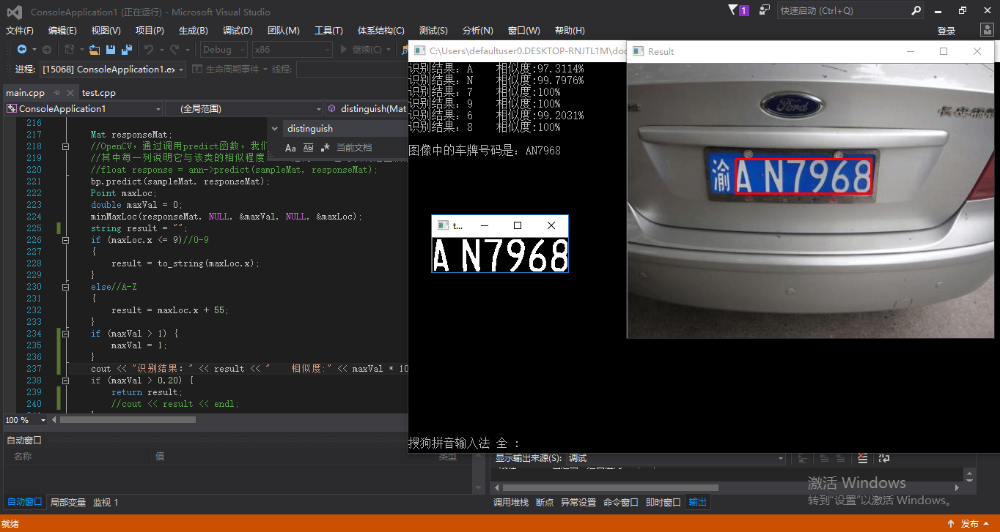 ConsoleApplication1 (正在运行) - Microsoft Visual Studio
1
快速启动 (Ctrl+Q)
文件(F) 编辑(E) 视图(V) 项目(P) 生成(B) 调试(D) 团队(M) 工具(T) 体系结构(C) 测试(S) 分析(N) 窗口(W) 帮助(H)
登录
Debug x86 继续(C)
进程: [15068] ConsoleApplication1.ex 生命周期事件 线程:
main.cpp test.cpp
ConsoleApplication1 (全局范围) distinguish(Mat
distinguish
Aa Ab 当前文档
216
217 Mat responseMat;
218 //OpenCV，通过调用predict函数，我们
219 //其中每一列说明它与该类的相似程度
220 //float response = ann->predict(sampleMat, responseMat);
221 bp.predict(sampleMat, responseMat);
222 Point maxLoc;
223 double maxVal = 0;
224 minMaxLoc(responseMat, NULL, &maxVal, NULL, &maxLoc);
225 string result = "";
226 if (maxLoc.x <= 9)//0-9
227 {
228 result = to_string(maxLoc.x);
229 }
230 else//A-Z
231 {
232 result = maxLoc.x + 55;
233 }
234 if (maxVal > 1) {
235 maxVal = 1;
236 }
237 cout << "识别结果：" << result << "    相似度:" << maxVal * 10
238 if (maxVal > 0.20) {
239 return result;
240 //cout << result << endl;
100 %
C:\Users\defaultuser0.DESKTOP-RNJTL1M\doc
识别结果：A 相似度:97.3114%
识别结果：N 相似度:99.7976%
识别结果：7 相似度:100%
识别结果：9 相似度:100%
识别结果：6 相似度:99.2031%
识别结果：8 相似度:100%
图像中的车牌号码是：AN7968
t...
A N7968
搜狗拼音输入法 全 ：
Result
Ford
渝A N7968
自动窗口
名称 值 类型
自动窗口 局部变量 监视 1
显示输出来源(S): 调试
调用堆栈 断点 异常设置 命令窗口 即时窗口 输出
激活 Windows
转到"设置"以激活 Windows。
就绪
发布